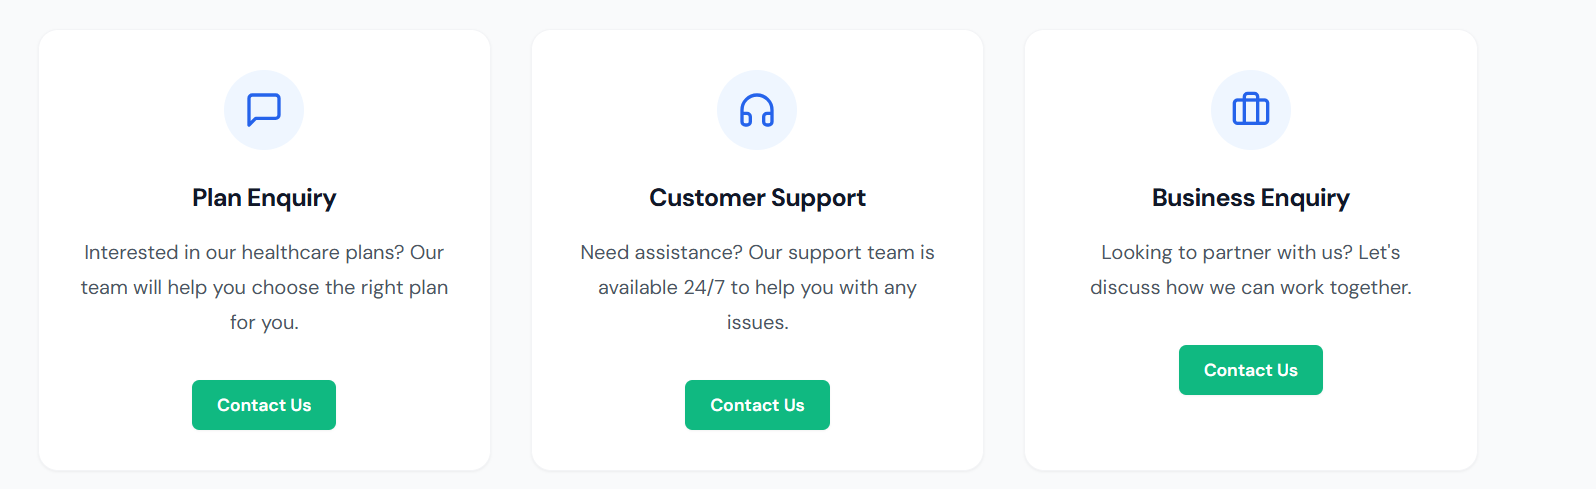 Plan Enquiry
Interested in our healthcare plans? Our
team will help you choose the right plan
for you.
Contact Us
Customer Support
Need assistance? Our support team is
available 24/7 to help you with any
issues.
Contact Us
Business Enquiry
Looking to partner with us? Let's
discuss how we can work together.
Contact Us